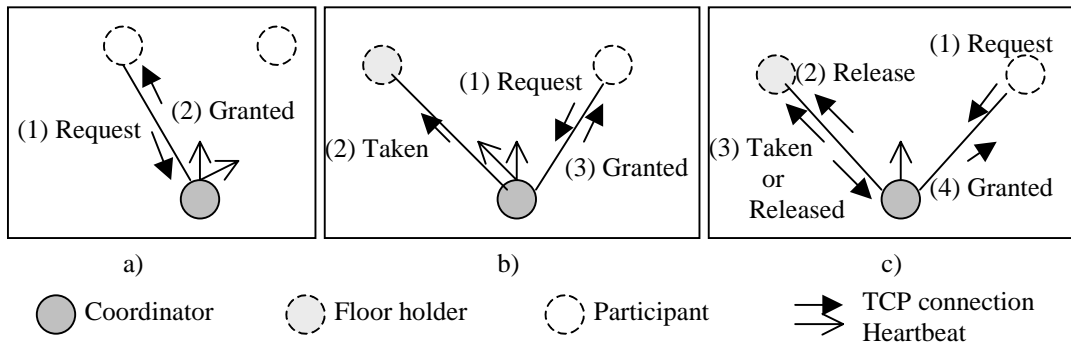 (2) Granted
(1) Request
(1) Request
(2) Taken
(3) Granted
(1) Request
(2) Release
(3) Taken
or
Released
(4) Granted
a)
b)
c)
Coordinator
Floor holder
Participant
TCP connection
Heartbeat